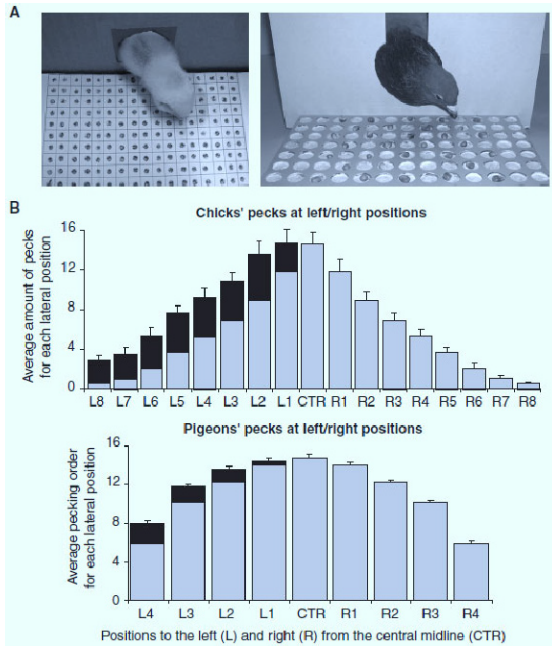 A
B
Chicks' pecks at left/right positions
Average amount of pecks
for each lateral position
16
12
8
4
0
L8 L7 L6 L5 L4 L3 L2 L1 CTR R1 R2 R3 R4 R5 R6 R7 R8
Pigeons' pecks at left/right positions
Average pecking order
for each lateral position
16
12
8
4
0
L4 L3 L2 L1 CTR R1 R2 R3 R4
Positions to the left (L) and right (R) from the central midline (CTR)